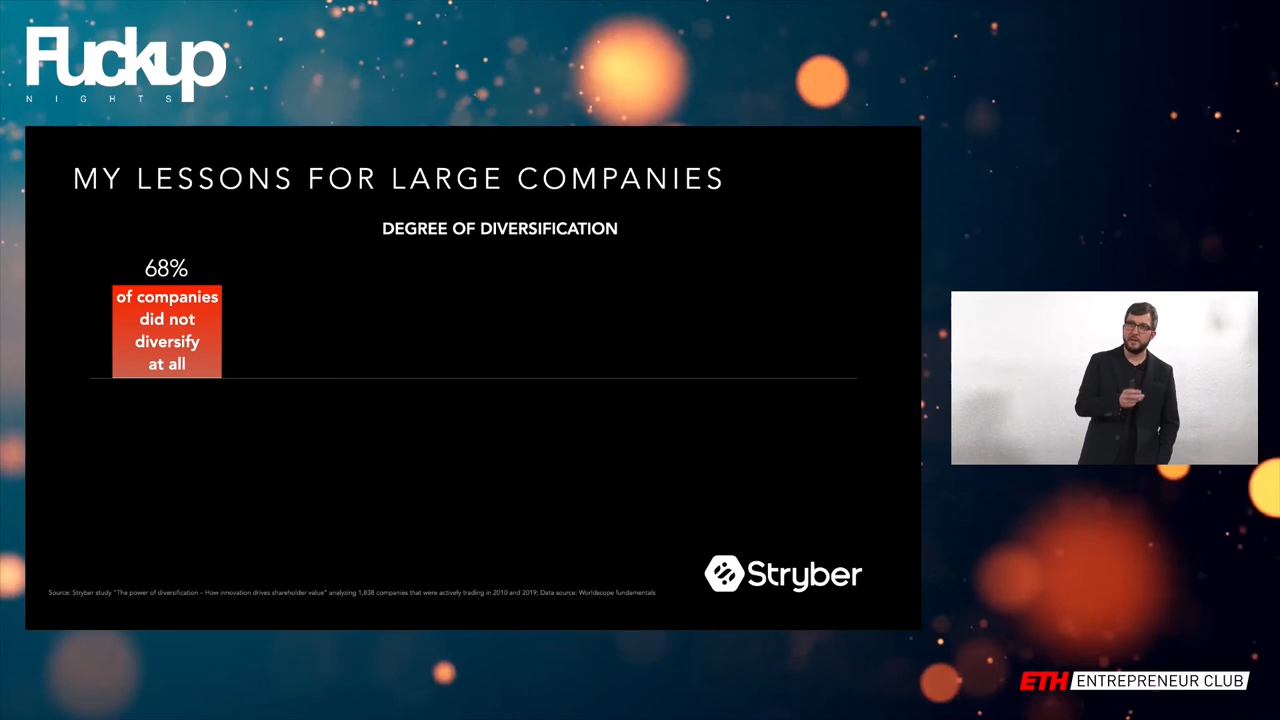 Fuckup
NIGHTS
MY LESSONS FOR LARGE COMPANIES
DEGREE OF DIVERSIFICATION
68%
of companies
did not
diversify
at all
Stryber
Source: Stryber study "The power of diversification – How innovation drives shareholder value" analyzing 1,838 companies that were actively trading in 2010 and 2019; Data source: Worldscope fundamentals
ETH ENTREPRENEUR CLUB